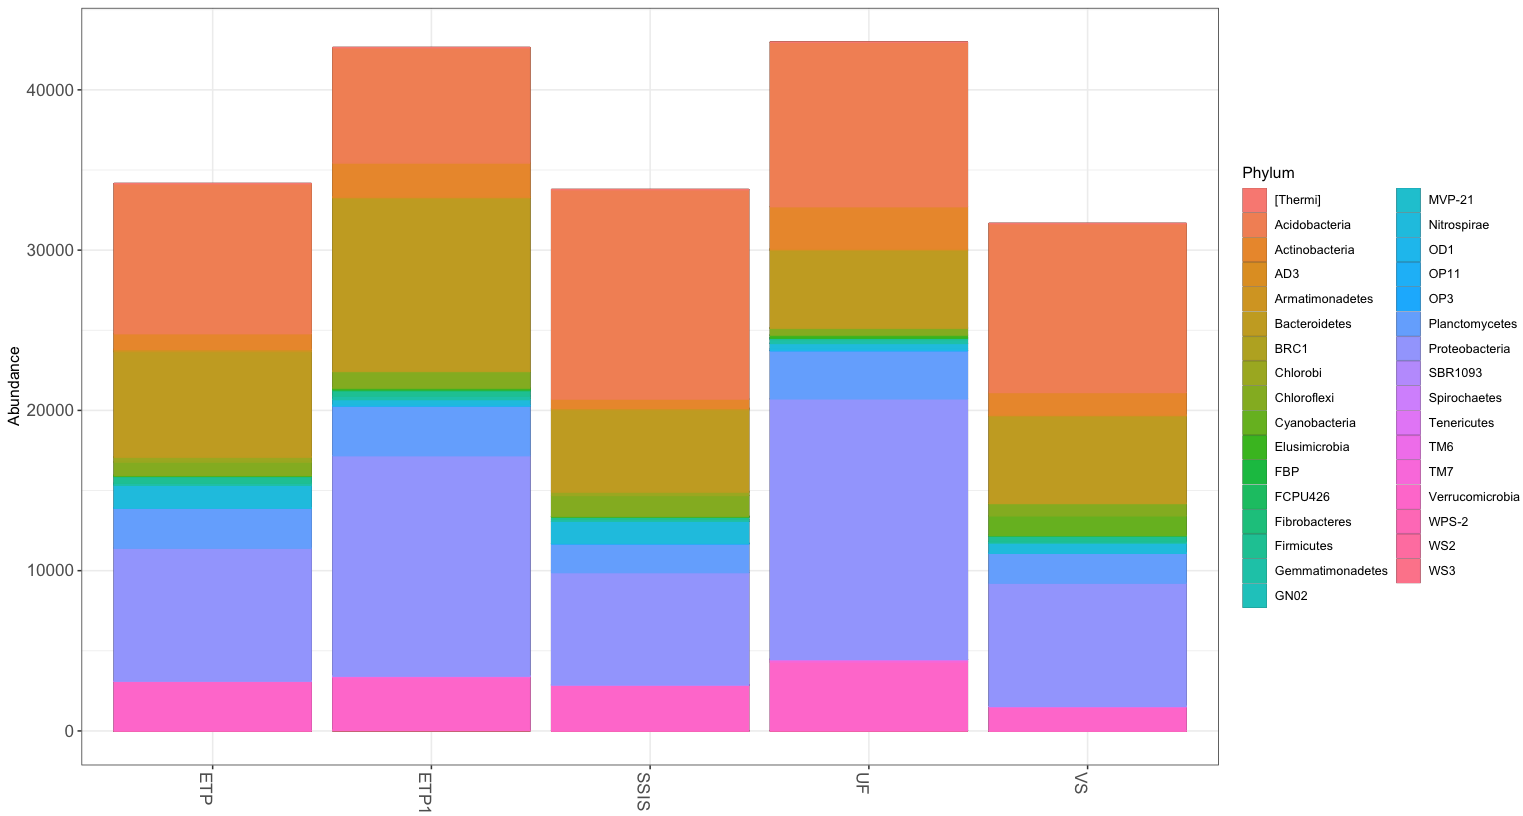 40000
30000
20000
10000
0
Abundance
ETP
ETP1
SSIS
UF
VS
Phylum
[Thermi]
Acidobacteria
Actinobacteria
AD3
Armatimonadetes
Bacteroidetes
BRC1
Chlorobi
Chloroflexi
Cyanobacteria
Elusimicrobia
FBP
FCPU426
Fibrobacteres
Firmicutes
Gemmatimonadetes
GN02
MVP-21
Nitrospirae
OD1
OP11
OP3
Planctomycetes
Proteobacteria
SBR1093
Spirochaetes
Tenericutes
TM6
TM7
Verrucomicrobia
WPS-2
WS2
WS3